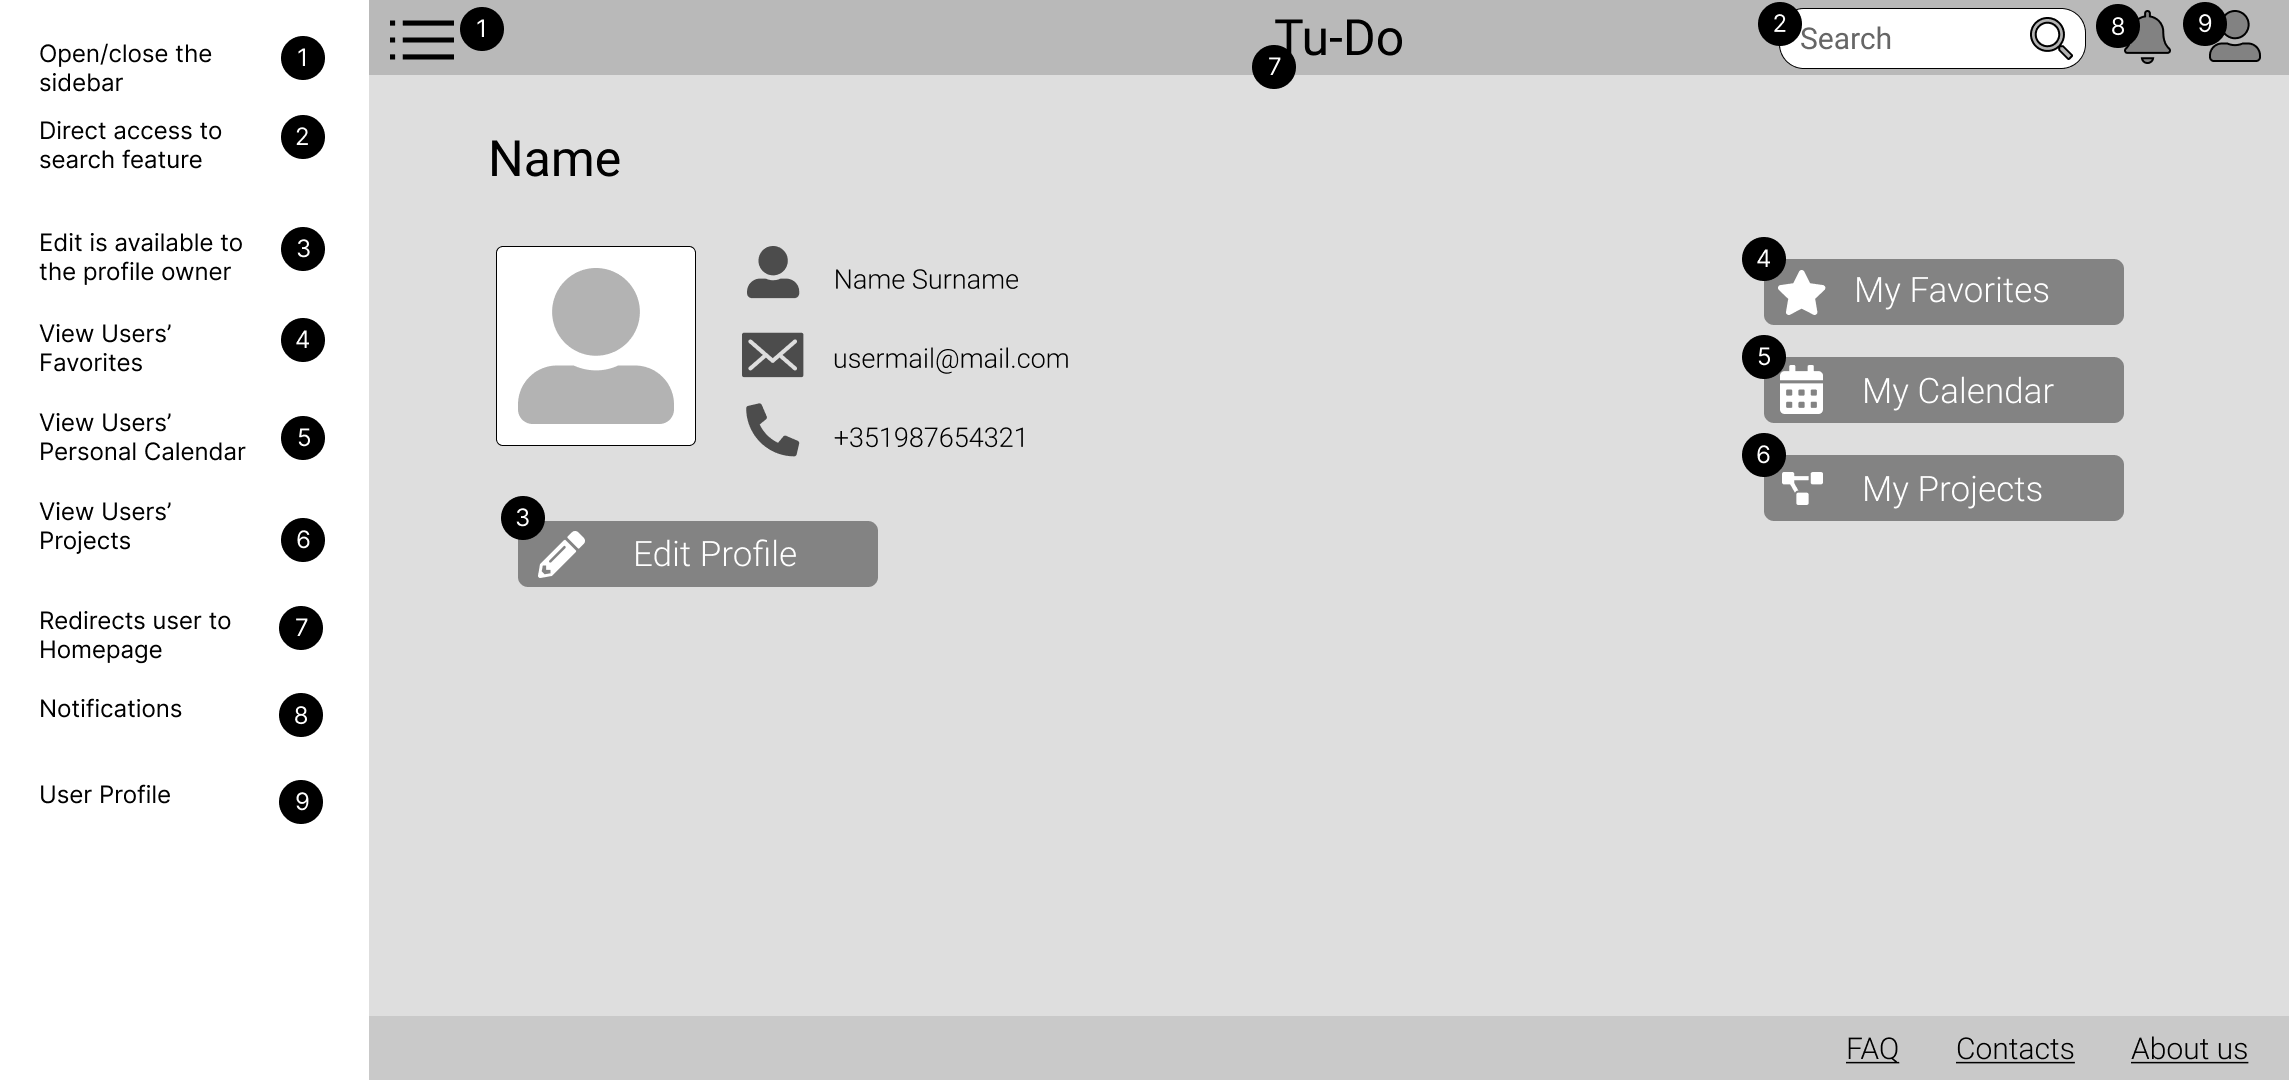 Open/close the
sidebar
1
Direct access to
search feature
2
Edit is available to
the profile owner
3
View Users’
Favorites
4
View Users’
Personal Calendar
5
View Users’
Projects
6
Redirects user to
Homepage
7
Notifications
8
User Profile
9
1
Tu-Do
7
2
Search
8
9
Name
Name Surname
usermail@mail.com
+351987654321
3
Edit Profile
4
My Favorites
5
My Calendar
6
My Projects
FAQ
Contacts
About us